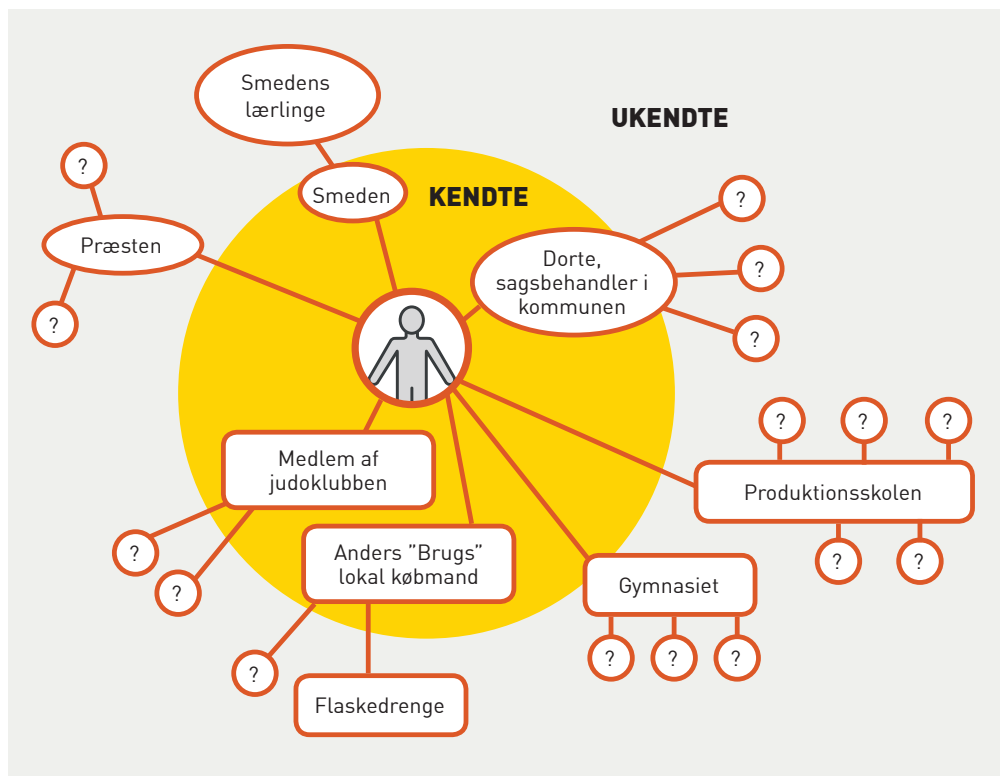 Smedens
lærlinge
UKENDTE
?
Smeden
KENDTE
?
Præsten
Dorte,
sagsbehandler i
kommunen
?
?
?
?
?
?
?
Medlem af
judoklubben
Produktionsskolen
?
?
?
?
Anders ”Brugs”
lokal købmand
Gymnasiet
?
?
?
?
?
Flaskedrenge